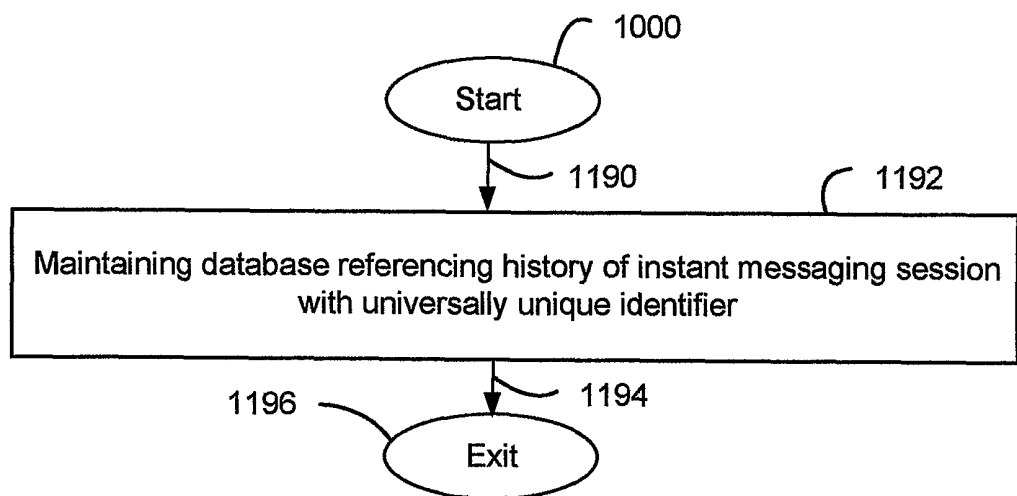 1000
Start
1190
1192
Maintaining database referencing history of instant messaging session
with universally unique identifier
1194
1196
Exit